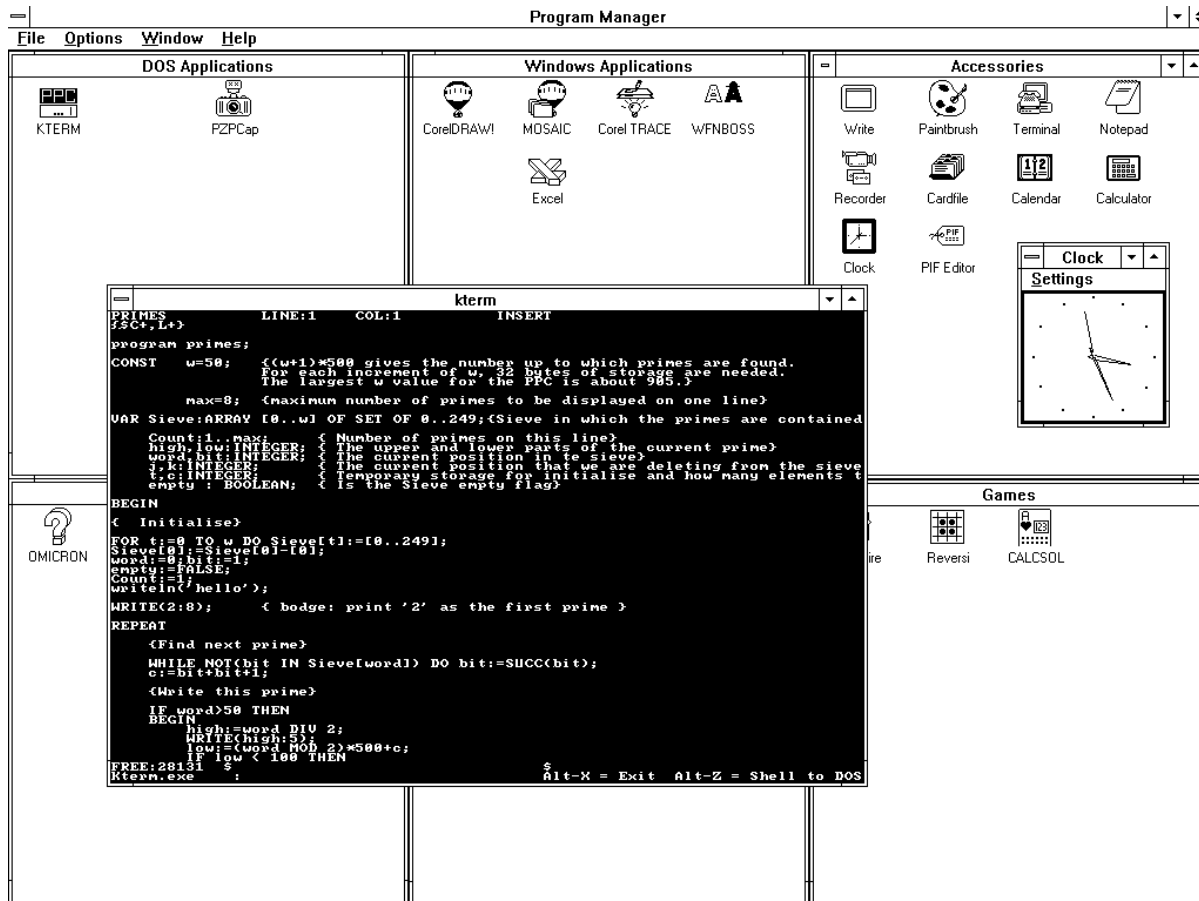 Program Manager
File Options Window Help
DOS Applications
KTERM
PZPCap
Windows Applications
CorelDRAW!
MOSAIC
Corel TRACE
WFNBOSS
Excel
Accessories
Write
Paintbrush
Terminal
Notepad
Recorder
Cardfile
Calendar
Calculator
Clock
PIF Editor
Clock
Settings
kterm
PRIMES LINE:1 COL:1 INSERT
{$C+,L+}
program primes;
CONST w=50; {(w+1)*500 gives the number up to which primes are found.
For each increment of w, 32 bytes of storage are needed.
The largest w value for the PPC is about 905.}
max=8; {maximum number of primes to be displayed on one line}
VAR Sieve:ARRAY [0..w] OF SET OF 0..249;{Sieve in which the primes are contained
Count:1..max; { Number of primes on this line}
high,low:INTEGER; { The upper and lower parts of the current prime}
word,bit:INTEGER; { The current position in te sieve}
j,k:INTEGER; { The current position that we are deleting from the sieve
t,c:INTEGER; { Temporary storage for initialise and how many elements t
empty : BOOLEAN; { Is the Sieve empty flag}
BEGIN
{ Initialise}
FOR t:=0 TO w DO Sieve[t]:=[0..249];
Sieve[0]:=Sieve[0]-[0];
word:=0;bit:=1;
empty:=FALSE;
Count:=1;
writeln('hello');
WRITE(2:8); { bodge: print '2' as the first prime }
REPEAT
{Find next prime}
WHILE NOT(bit IN Sieve[word]) DO bit:=SUCC(bit);
c:=bit+bit+1;
{Write this prime}
IF word>50 THEN
BEGIN
high:=word DIV 2;
WRITE(high:5);
low:=(word MOD 2)*500+c;
IF low < 100 THEN
FREE:28131 $ $
Kterm.exe : Alt-X = Exit Alt-Z = Shell to DOS
OMICRON
Games
ire
Reversi
CALCSOL